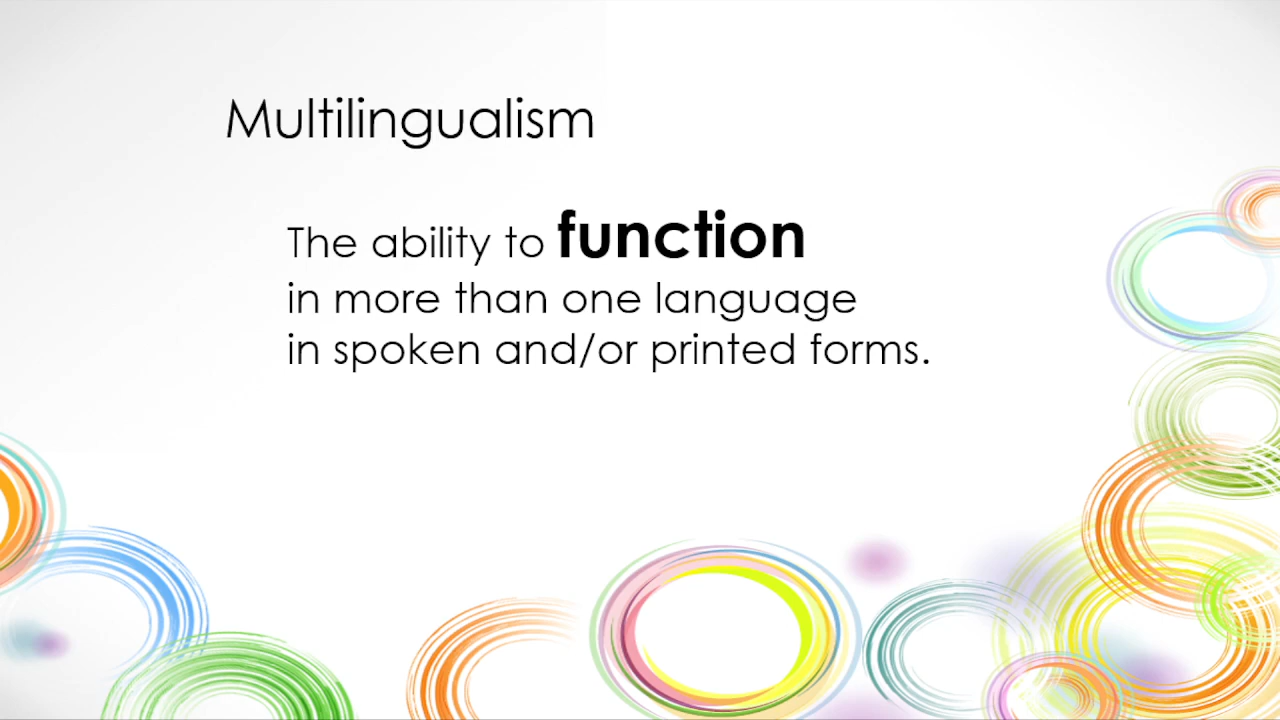 Multilingualism
The ability to function
in more than one language
in spoken and/or printed forms.